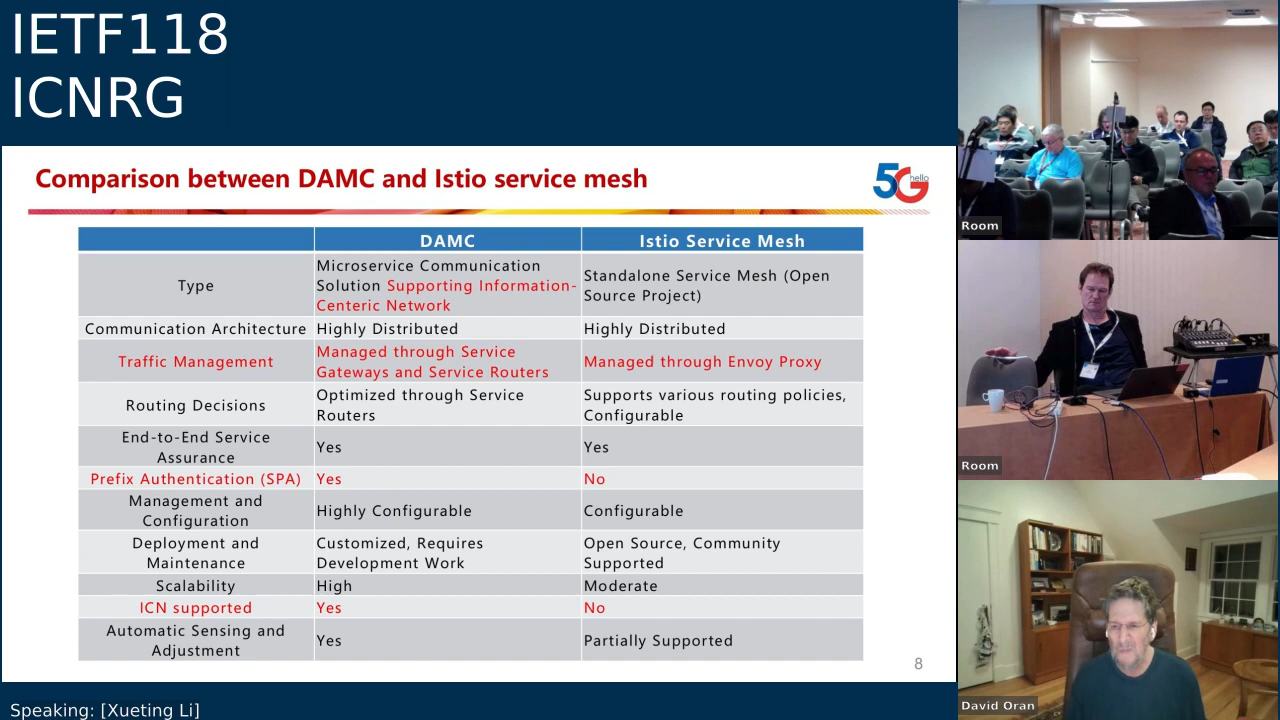 IETF118
ICNRG
Comparison between DAMC and Istio service mesh
5G
hello
DAMC
Istio Service Mesh
Type
Microservice Communication
Solution Supporting Information-
Centric Network
Standalone Service Mesh (Open
Source Project)
Communication Architecture
Highly Distributed
Highly Distributed
Traffic Management
Managed through Service
Gateways and Service Routers
Managed through Envoy Proxy
Routing Decisions
Optimized through Service
Routers
Supports various routing policies,
Configurable
End-to-End Service
Assurance
Yes
Yes
Prefix Authentication (SPA)
Yes
No
Management and
Configuration
Highly Configurable
Configurable
Deployment and
Maintenance
Customized, Requires
Development Work
Open Source, Community
Supported
Scalability
High
Moderate
ICN supported
Yes
No
Automatic Sensing and
Adjustment
Yes
Partially Supported
8
Speaking: [Xueting Li]
Room
Room
David Oran